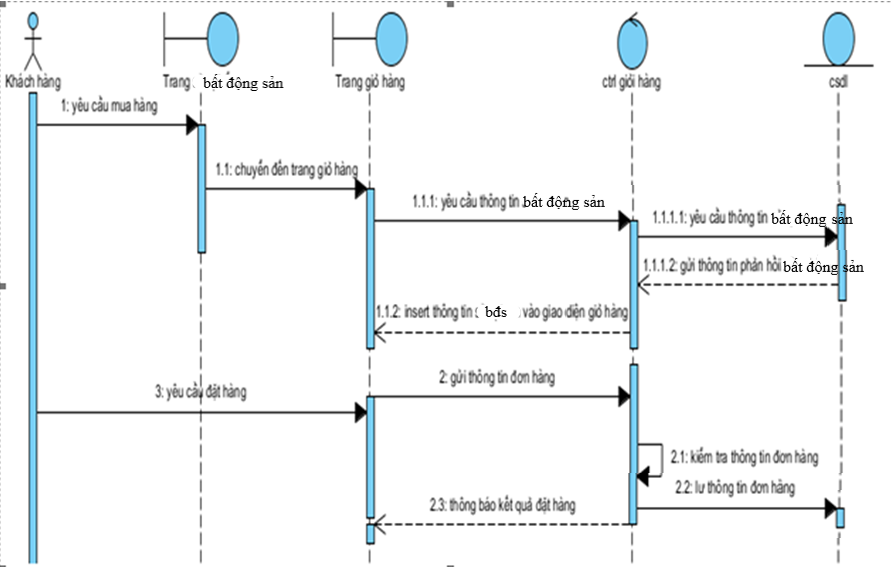 Khách hàng
Trang bất động sản
Trang giỏ hàng
ctrl giỏi hàng
csdl
1: yêu cầu mua hàng
1.1: chuyển đến trang giỏ hàng
1.1.1: yêu cầu thông tin bất động sản
1.1.1.1: yêu cầu thông tin bất động sản
1.1.1.2: gửi thông tin phản hồi bất động sản
1.1.2: insert thông tin bđs vào giao diện giỏ hàng
2: gửi thông tin đơn hàng
3: yêu cầu đặt hàng
2.1: kiểm tra thông tin đơn hàng
2.2: lư thông tin đơn hàng
2.3: thông báo kết quả đặt hàng